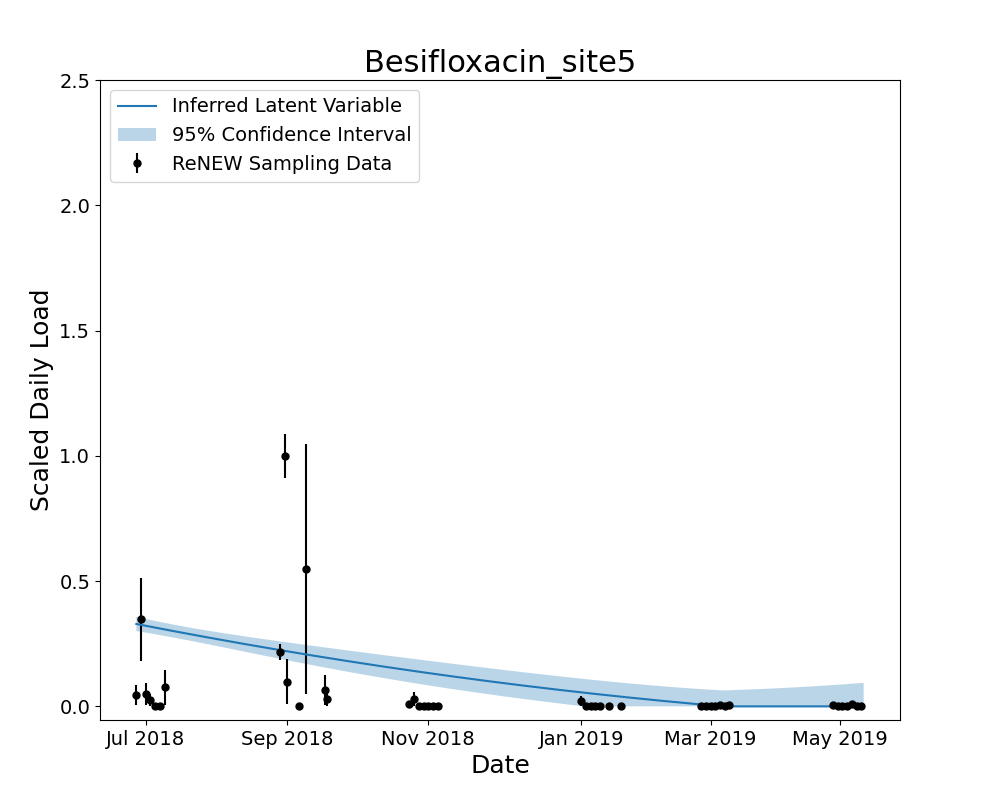 Besifloxacin_site5
2.5
Inferred Latent Variable
95% Confidence Interval
ReNEW Sampling Data
2.0
1.5
1.0
0.5
0.0
Scaled Daily Load
Jul 2018 Sep 2018 Nov 2018 Jan 2019 Mar 2019 May 2019
Date